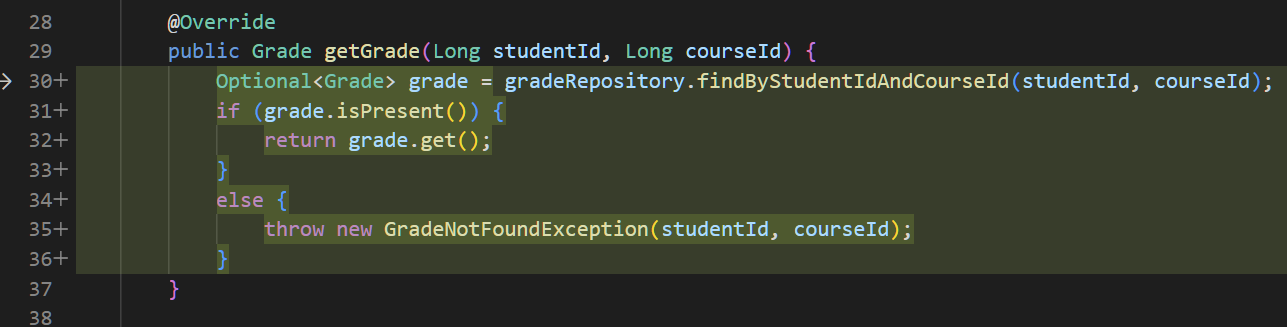 28 @Override
29 public Grade getGrade(Long studentId, Long courseId) {
30+ Optional<Grade> grade = gradeRepository.findByStudentIdAndCourseId(studentId, courseId);
31+ if (grade.isPresent()) {
32+ return grade.get();
33+ }
34+ else {
35+ throw new GradeNotFoundException(studentId, courseId);
36+ }
37 }
38